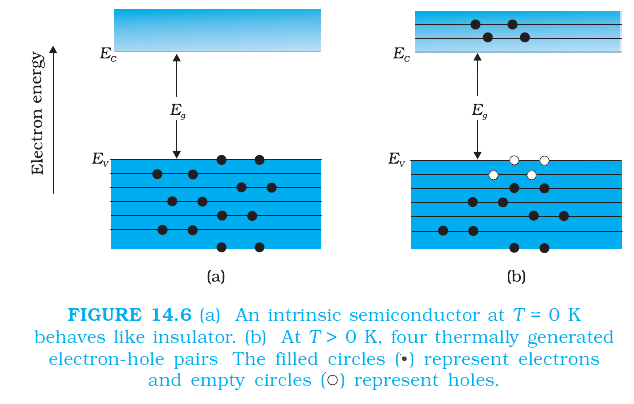 E_C
E_C
Electron energy
E_g
E_g
E_V
E_V
(a)
(b)
FIGURE 14.6 (a) An intrinsic semiconductor at T = 0 K
behaves like insulator. (b) At T > 0 K, four thermally generated
electron-hole pairs The filled circles (•) represent electrons
and empty circles (○) represent holes.